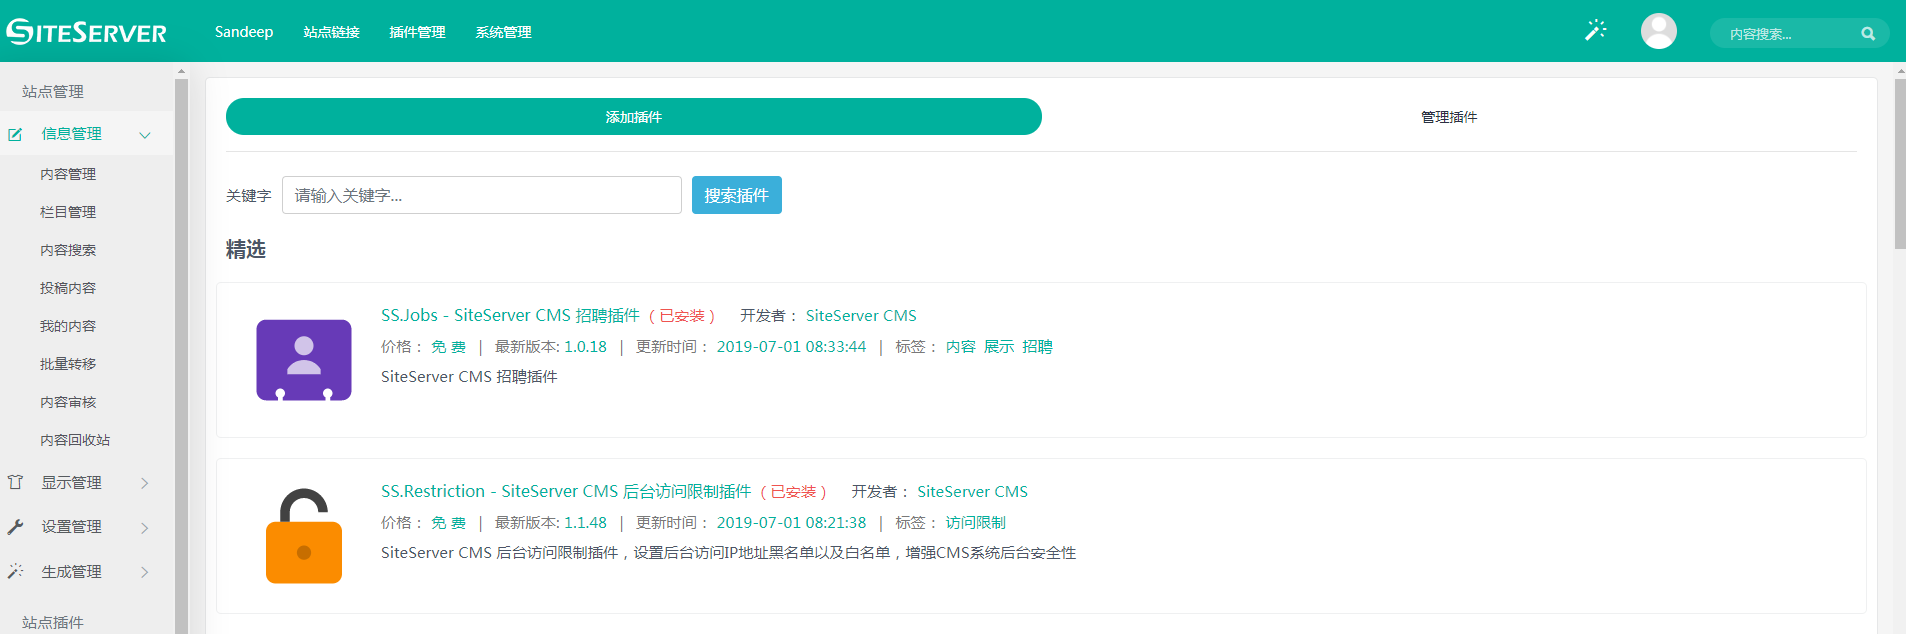 SITESERVER
Sandeep 站点链接 插件管理 系统管理
内容搜索...
站点管理
信息管理
内容管理
栏目管理
内容搜索
投稿内容
我的内容
批量转移
内容审核
内容回收站
显示管理
设置管理
生成管理
站点插件
添加插件 管理插件
关键字 请输入关键字... 搜索插件
精选
SS.Jobs - SiteServer CMS 招聘插件 （已安装） 开发者： SiteServer CMS
价格： 免 费 | 最新版本: 1.0.18 | 更新时间： 2019-07-01 08:33:44 | 标签： 内容 展示 招聘
SiteServer CMS 招聘插件
SS.Restriction - SiteServer CMS 后台访问限制插件 （已安装） 开发者： SiteServer CMS
价格： 免 费 | 最新版本: 1.1.48 | 更新时间： 2019-07-01 08:21:38 | 标签： 访问限制
SiteServer CMS 后台访问限制插件，设置后台访问IP地址黑名单以及白名单，增强CMS系统后台安全性